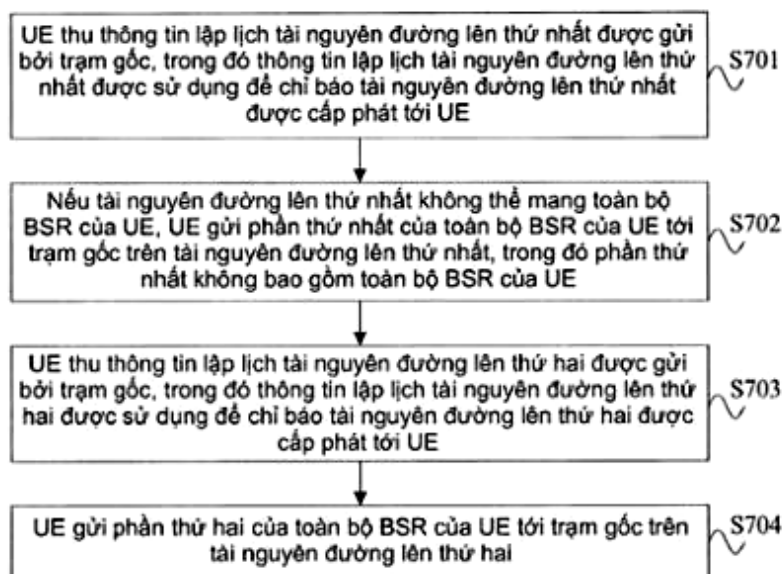 UE thu thông tin lập lịch tài nguyên đường lên thứ nhất được gửi
bởi trạm gốc, trong đó thông tin lập lịch tài nguyên đường lên thứ
nhất được sử dụng để chỉ báo tài nguyên đường lên thứ nhất
được cấp phát tới UE
S701
Nếu tài nguyên đường lên thứ nhất không thể mang toàn bộ
BSR của UE, UE gửi phần thứ nhất của toàn bộ BSR của UE tới
trạm gốc trên tài nguyên đường lên thứ nhất, trong đó phần thứ
nhất không bao gồm toàn bộ BSR của UE
S702
UE thu thông tin lập lịch tài nguyên đường lên thứ hai được gửi
bởi trạm gốc, trong đó thông tin lập lịch tài nguyên đường lên thứ
hai được sử dụng để chỉ báo tài nguyên đường lên thứ hai được
cấp phát tới UE
S703
UE gửi phần thứ hai của toàn bộ BSR của UE tới trạm gốc trên
tài nguyên đường lên thứ hai
S704